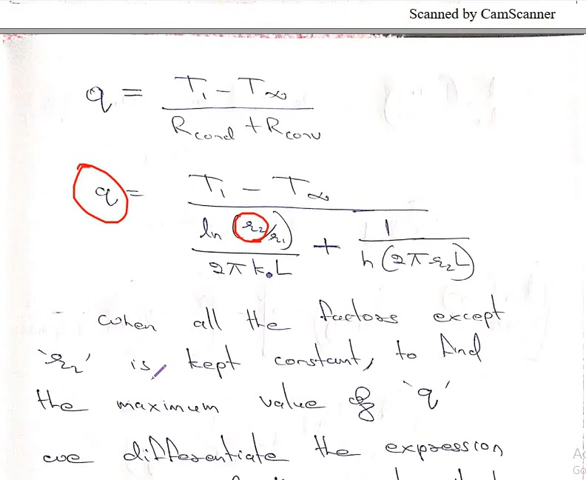 Scanned by CamScanner
q = T₁ - T∞ / R_cond + R_conv
q = T₁ - T∞ / ln (r₂/r₁) / 2πk₀L + 1 / h(2πr₂L)
when all the factors except
'r₂' is kept constant, to find
the maximum value of 'q'
we differentiate the expression